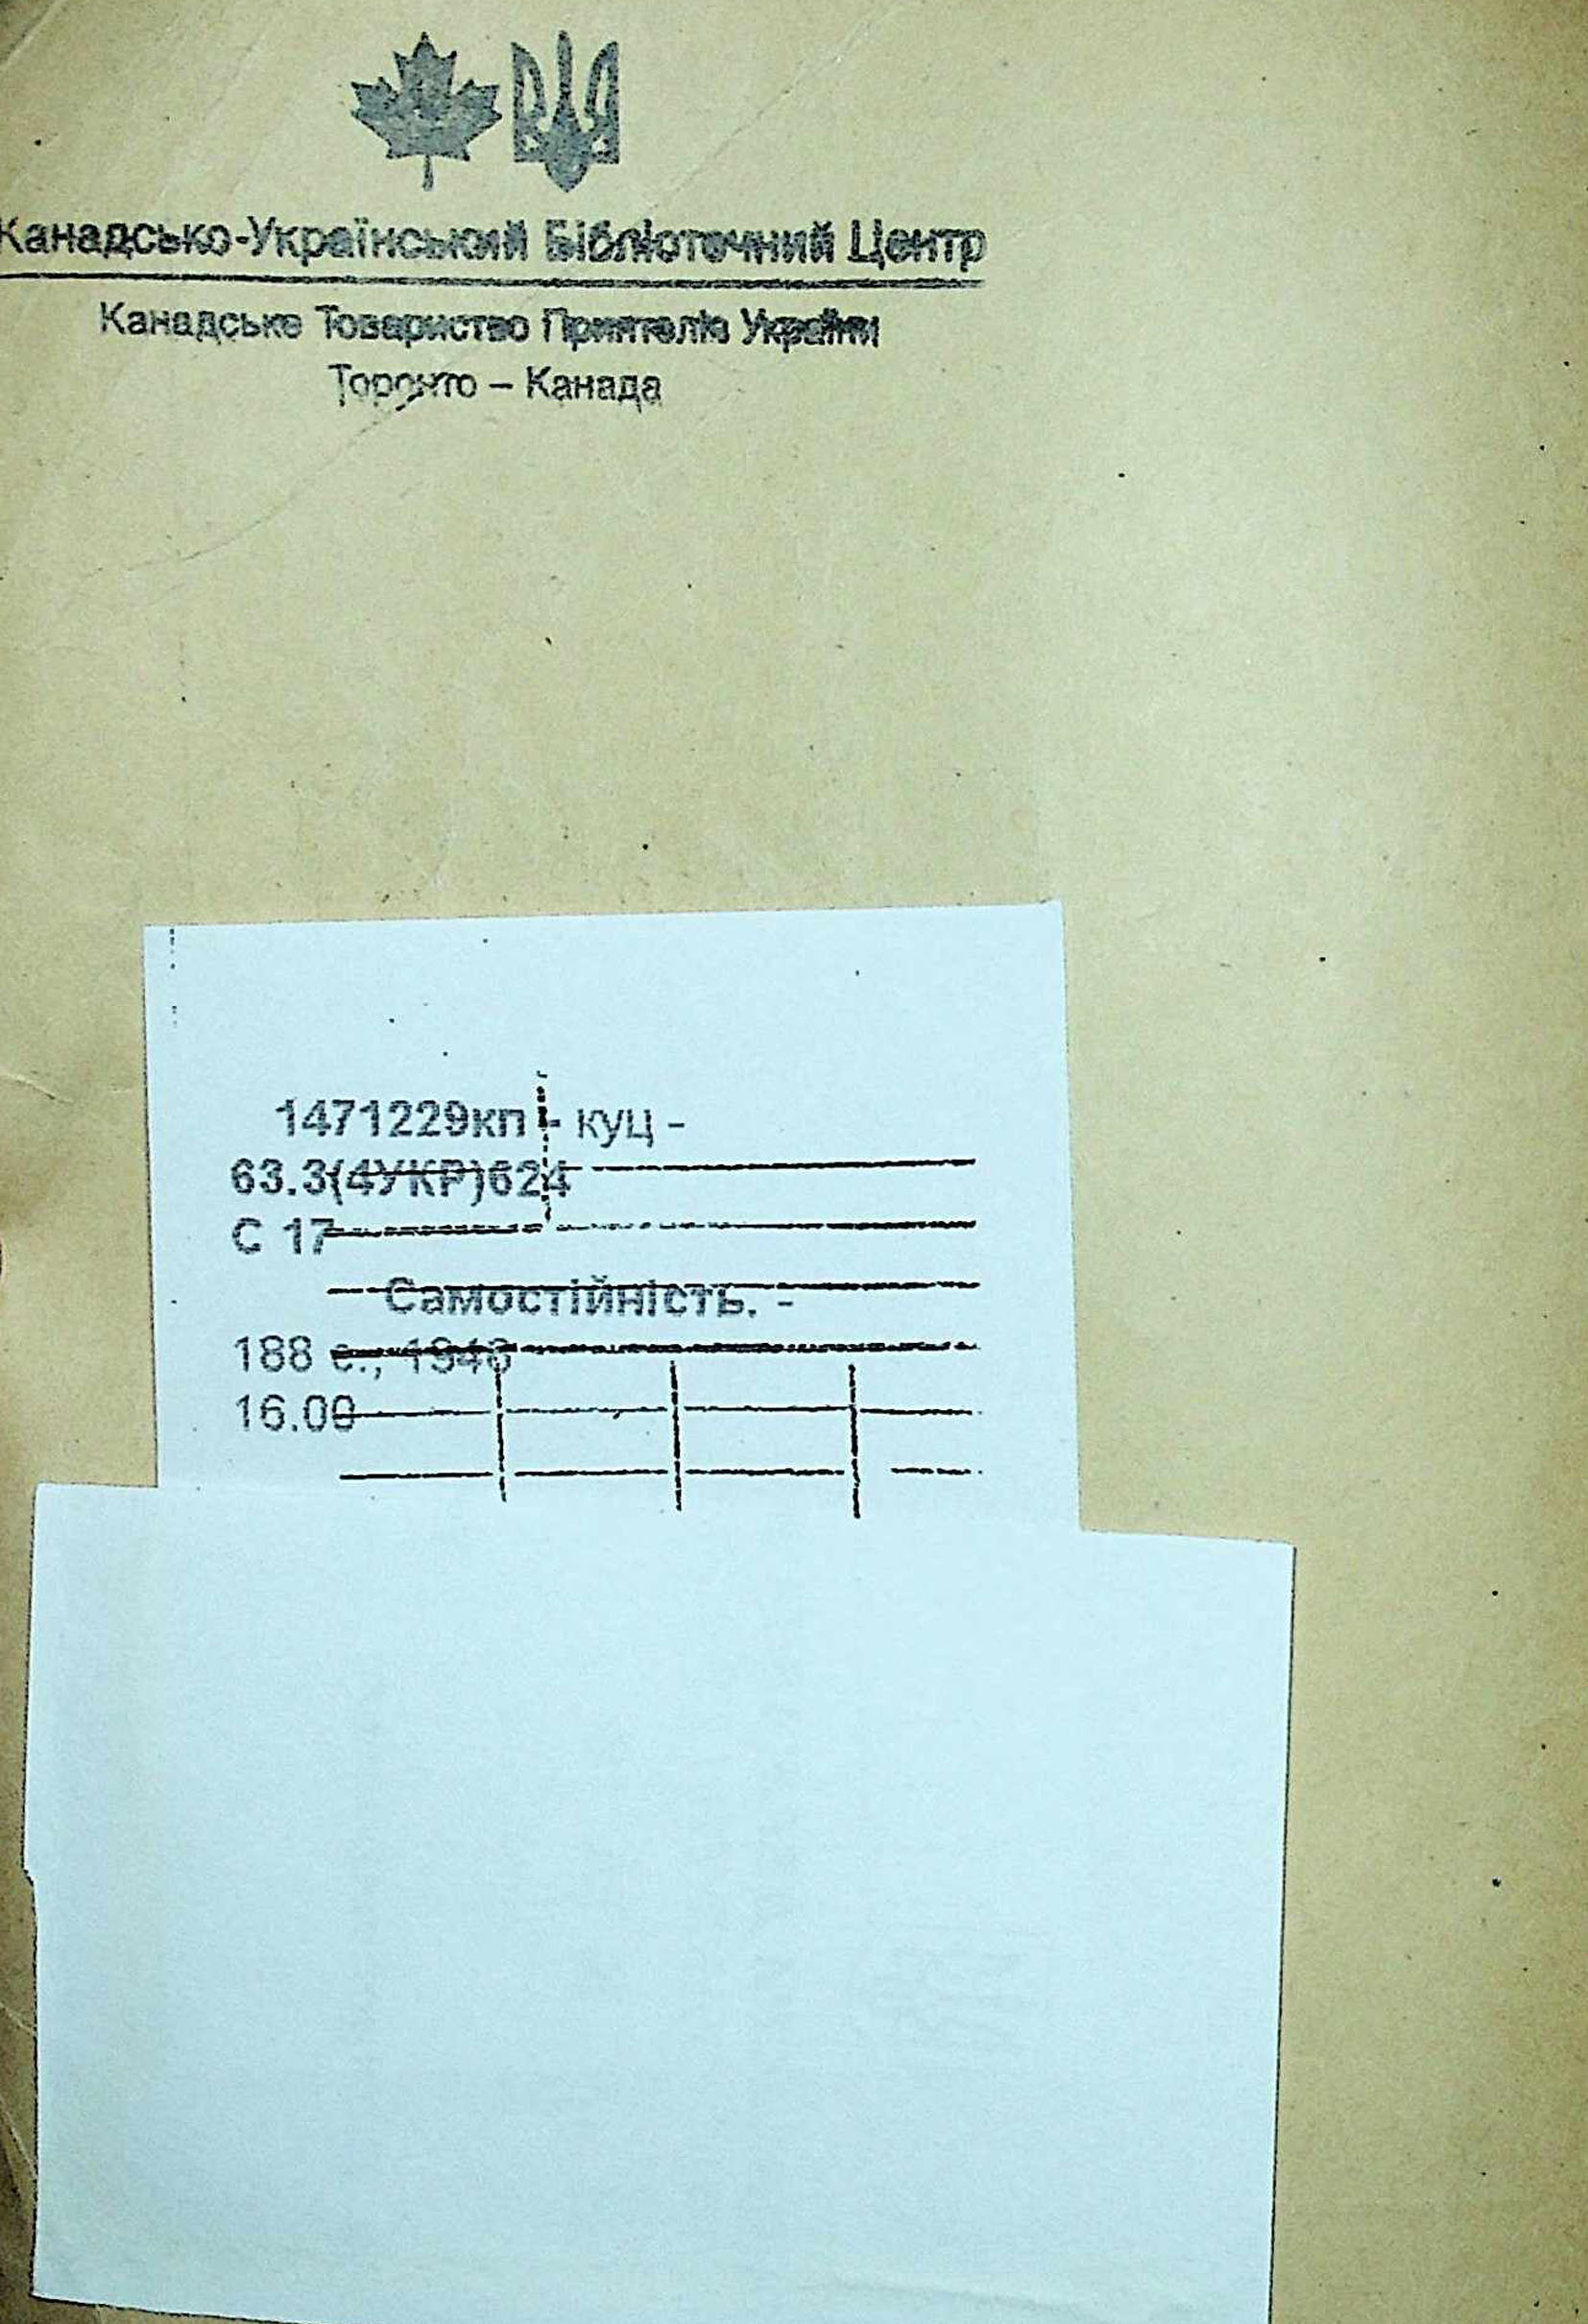 Канадсько-Український Бібліотечний Центр
Канадське Товариство Приятелів України
Торонто – Канада
1471229кп - куц -
63.3(4УКР)624
С 17
Самостійність. -
188 с., 1946
16.00